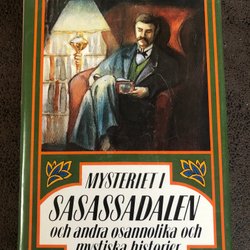 MYSTERIET I
SASASSADALEN
och andra osannolika och
mystiska historier